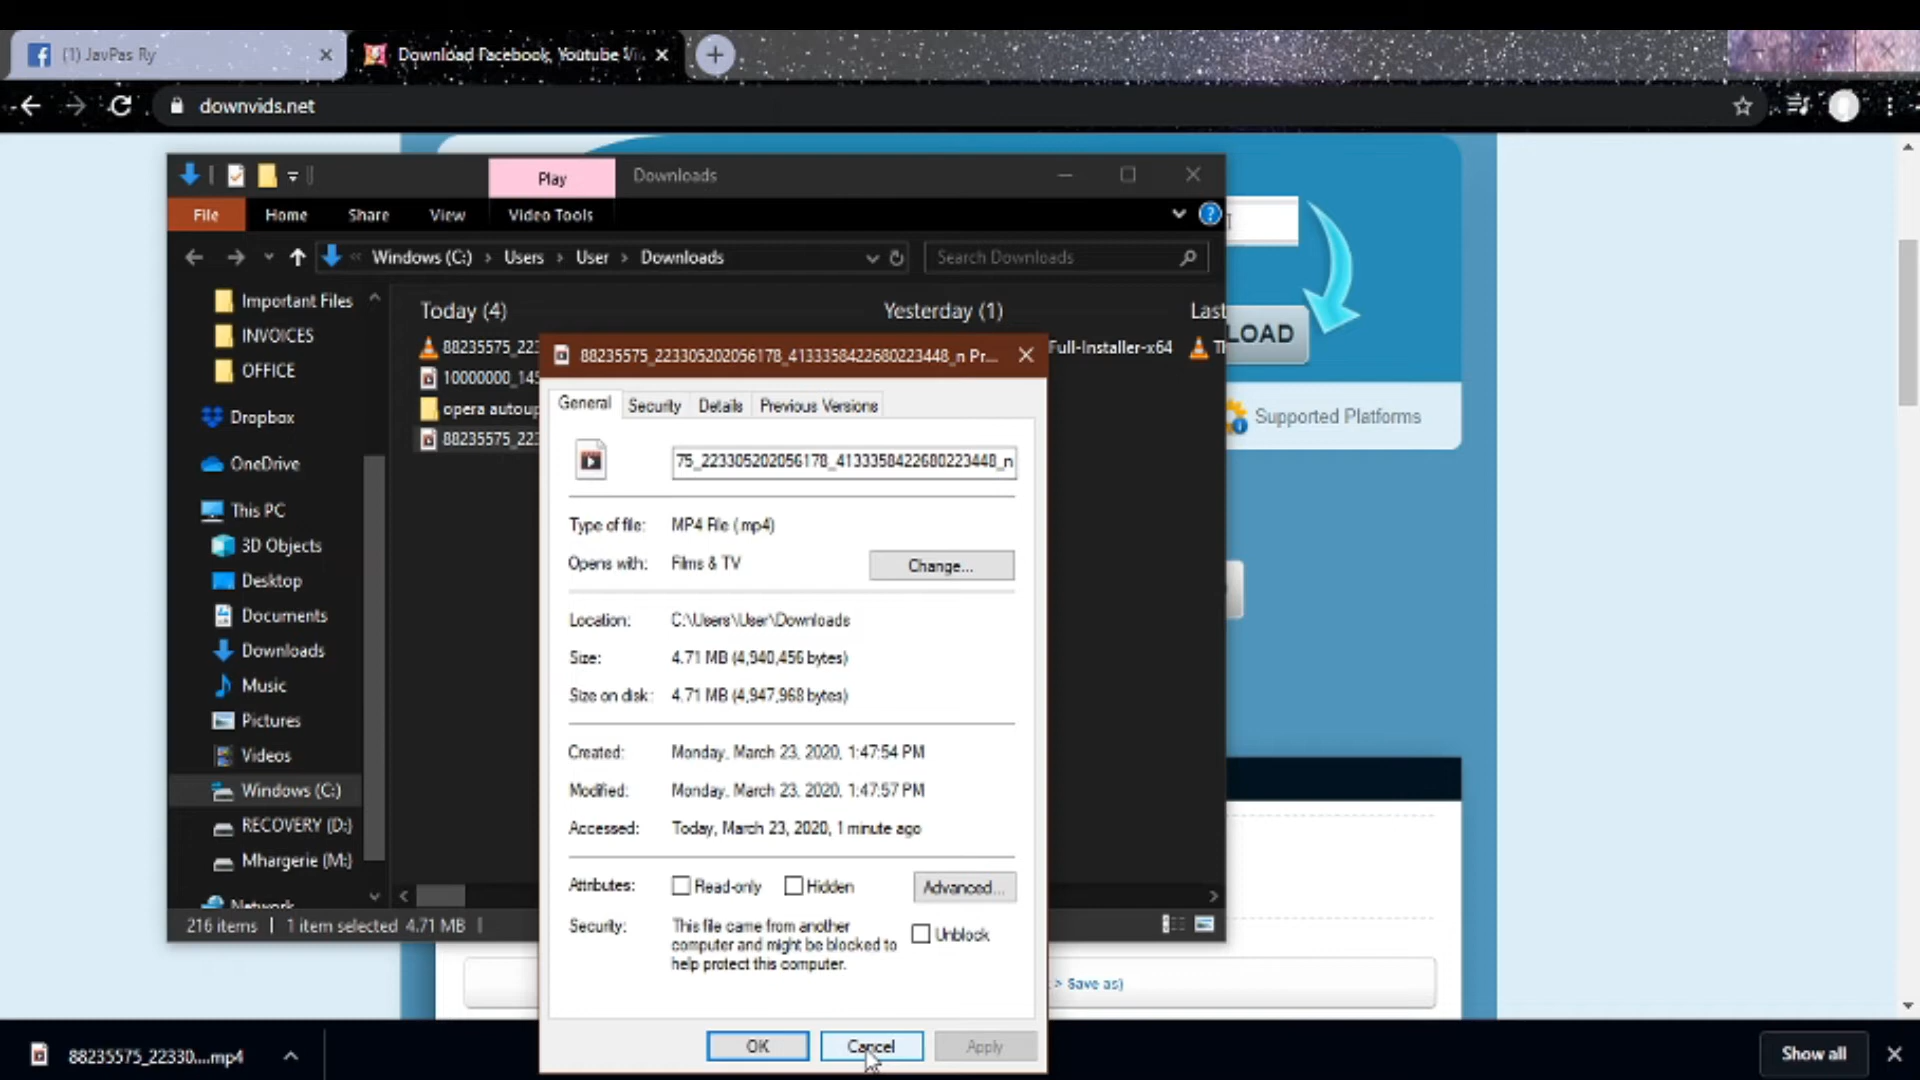 (1) JavPas Ry
Download Facebook, Youtube Vi
downvids.net
Play
Downloads
File
Home
Share
View
Video Tools
Windows (C:) > Users > User > Downloads
Search Downloads
Important Files
INVOICES
OFFICE
Dropbox
OneDrive
This PC
3D Objects
Desktop
Documents
Downloads
Music
Pictures
Videos
Windows (C:)
RECOVERY (D:)
Mhargerie (M:)
Network
Today (4)
Yesterday (1)
Last
88235575_223
10000000_145
opera autoup
88235575_223
Full-Installer-x64
LOAD
Supported Platforms
88235575_223305202056178_4133358422680223448_n Pr...
General
Security
Details
Previous Versions
75_223305202056178_4133358422680223448_n
Type of file: MP4 File (.mp4)
Opens with: Films & TV
Change...
Location: C:\Users\User\Downloads
Size: 4.71 MB (4,940,456 bytes)
Size on disk: 4.71 MB (4,947,968 bytes)
Created: Monday, March 23, 2020, 1:47:54 PM
Modified: Monday, March 23, 2020, 1:47:57 PM
Accessed: Today, March 23, 2020, 1 minute ago
Attributes: Read-only Hidden
Advanced...
Security: This file came from another
computer and might be blocked to
help protect this computer.
Unblock
OK
Cancel
Apply
216 items
1 item selected 4.71 MB
> Save as)
88235575_22330....mp4
Show all